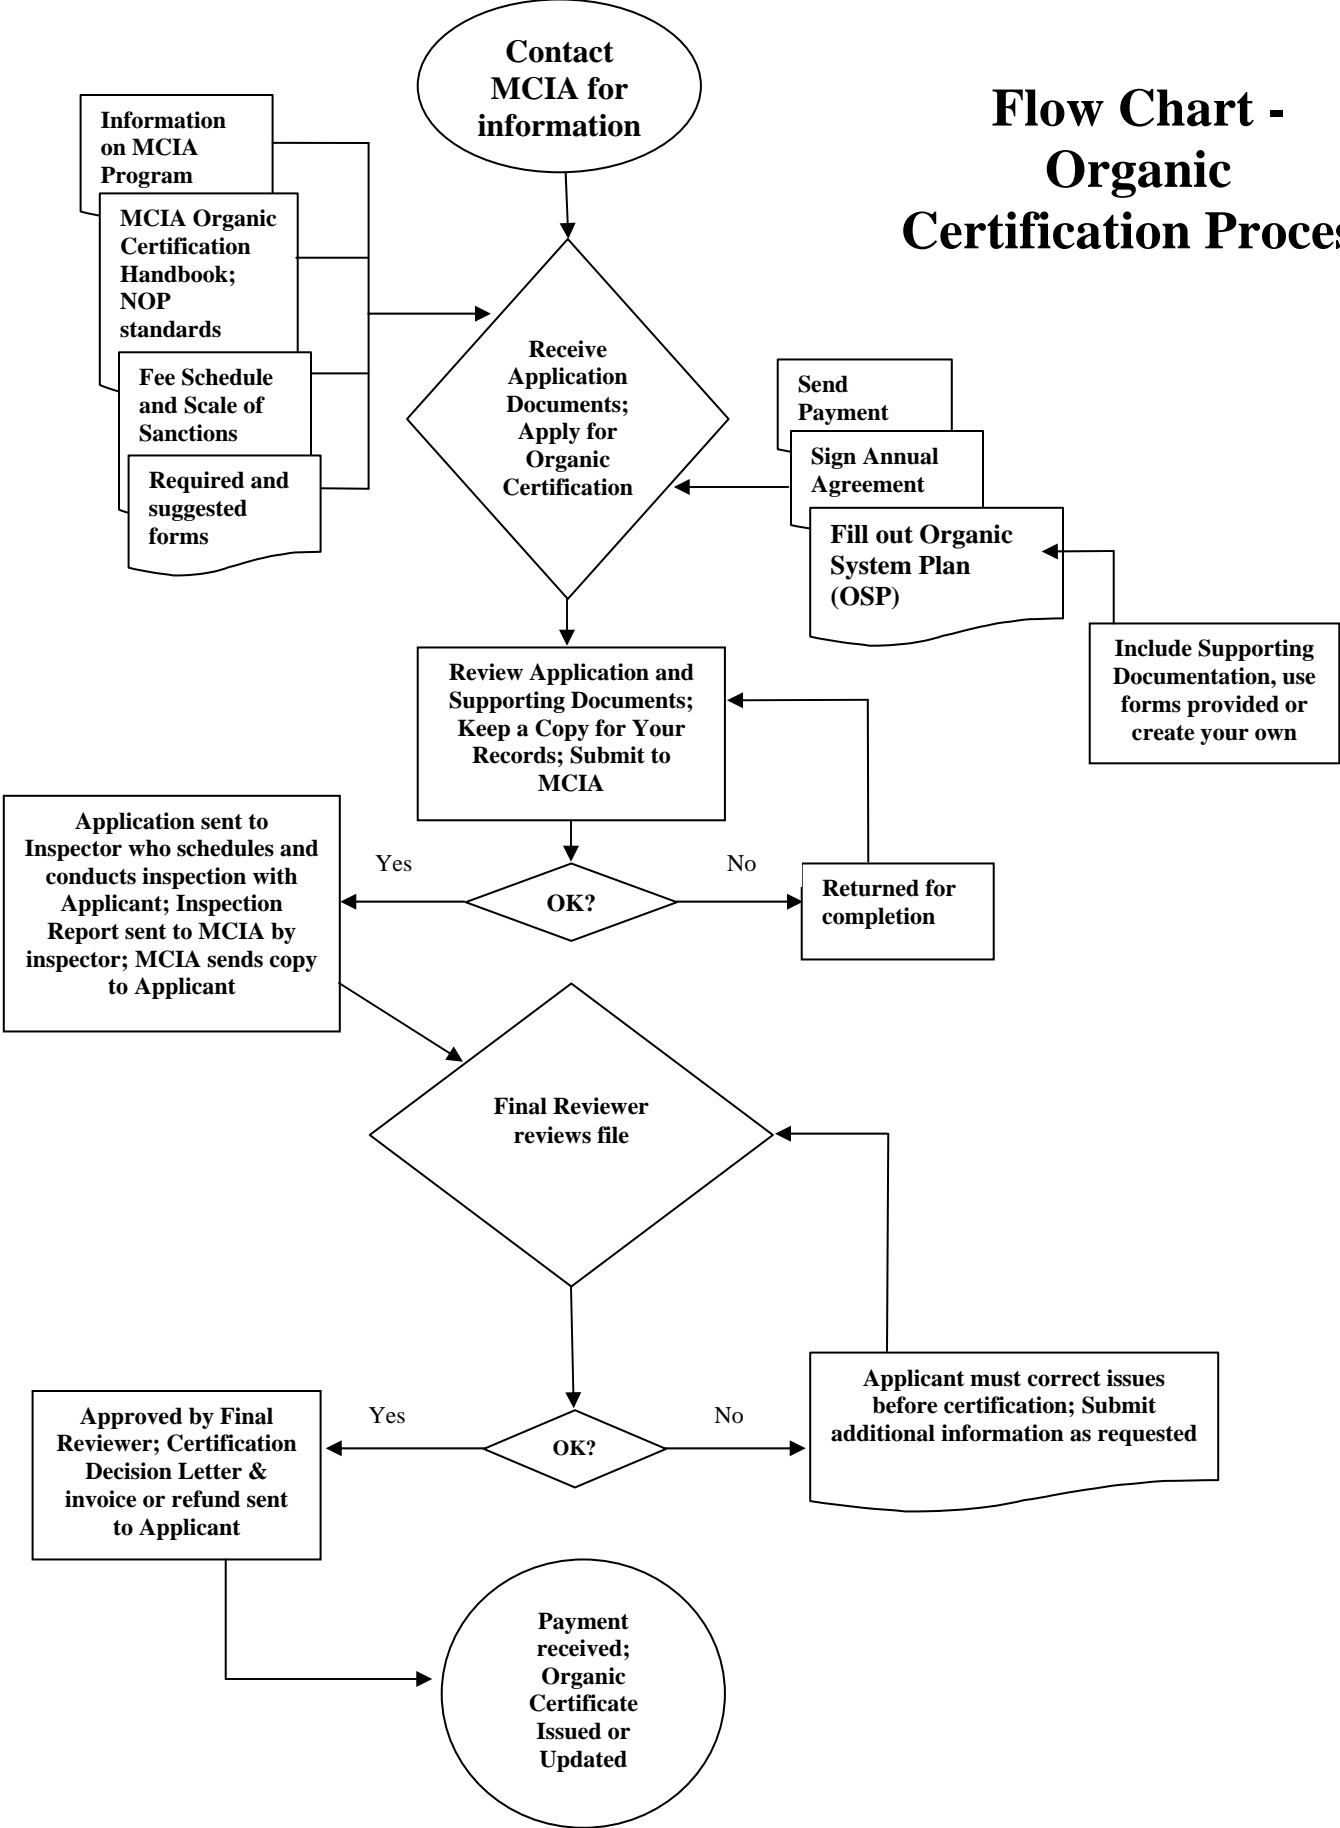 Contact
MCIA for
information
Flow Chart -
Organic
Certification Proces
Information
on MCIA
Program
MCIA Organic
Certification
Handbook;
NOP
standards
Fee Schedule
and Scale of
Sanctions
Required and
suggested
forms
Receive
Application
Documents;
Apply for
Organic
Certification
Send
Payment
Sign Annual
Agreement
Fill out Organic
System Plan
(OSP)
Include Supporting
Documentation, use
forms provided or
create your own
Review Application and
Supporting Documents;
Keep a Copy for Your
Records; Submit to
MCIA
Application sent to
Inspector who schedules and
conducts inspection with
Applicant; Inspection
Report sent to MCIA by
inspector; MCIA sends copy
to Applicant
Yes
OK?
No
Returned for
completion
Final Reviewer
reviews file
Approved by Final
Reviewer; Certification
Decision Letter &
invoice or refund sent
to Applicant
Yes
OK?
No
Applicant must correct issues
before certification; Submit
additional information as requested
Payment
received;
Organic
Certificate
Issued or
Updated